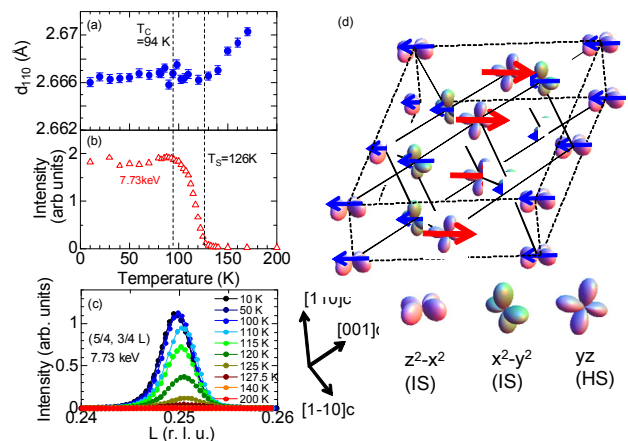 (a)
T_C
=94 K
d_110 (Å)
2.67
2.666
2.662
(b)
T_S=126K
7.73keV
Intensity
(arb units)
2
1
0
0 50 100 150 200
Temperature (K)
(c)
(5/4, 3/4 L)
7.73 keV
Intensity (arb. units)
1
0.5
0
10 K
50 K
100 K
110 K
115 K
120 K
125 K
127.5 K
140 K
200 K
0.24 0.25 0.26
L (r. l. u.)
(d)
[110]c
[001]c
[1-10]c
z²-x²
(IS)
x²-y²
(IS)
yz
(HS)